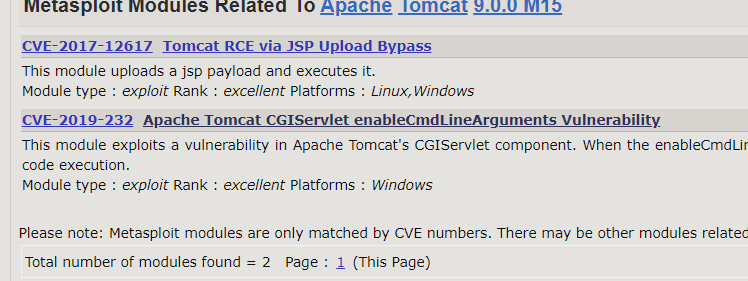 Metasploit Modules Related To Apache Tomcat 9.0.0 M15
CVE-2017-12617 Tomcat RCE via JSP Upload Bypass
This module uploads a jsp payload and executes it.
Module type : exploit Rank : excellent Platforms : Linux,Windows
CVE-2019-232 Apache Tomcat CGIServlet enableCmdLineArguments Vulnerability
This module exploits a vulnerability in Apache Tomcat's CGIServlet component. When the enableCmdLin
code execution.
Module type : exploit Rank : excellent Platforms : Windows
Please note: Metasploit modules are only matched by CVE numbers. There may be other modules related
Total number of modules found = 2 Page : 1 (This Page)